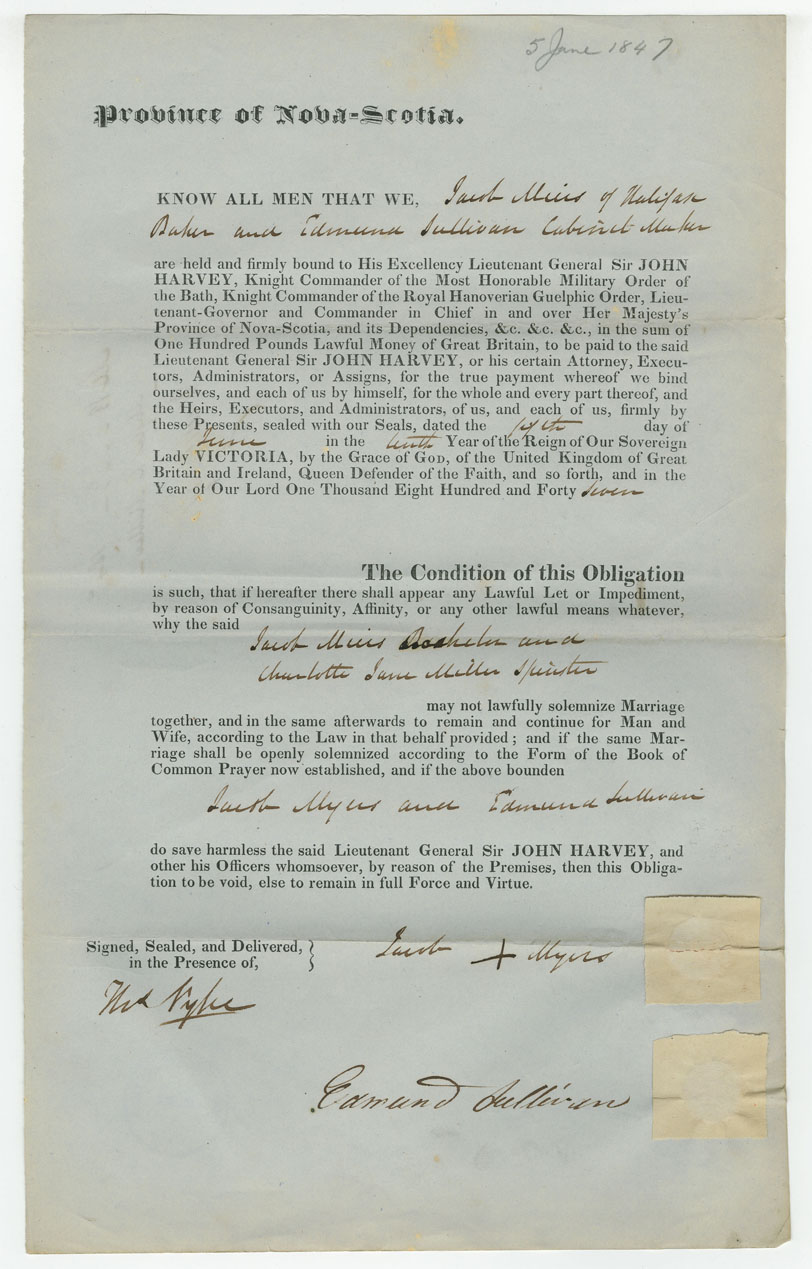 5 June 1847
Province of Nova-Scotia.
KNOW ALL MEN THAT WE, Jacob Miers of Halifax
Baker and Edmund Sullivan Cabinet Maker
are held and firmly bound to His Excellency Lieutenant General Sir JOHN
HARVEY, Knight Commander of the Most Honorable Military Order of
the Bath, Knight Commander of the Royal Hanoverian Guelphic Order, Lieu-
tenant-Governor and Commander in Chief in and over Her Majesty's
Province of Nova-Scotia, and its Dependencies, &c. &c. &c., in the sum of
One Hundred Pounds Lawful Money of Great Britain, to be paid to the said
Lieutenant General Sir JOHN HARVEY, or his certain Attorney, Execu-
tors, Administrators, or Assigns, for the true payment whereof we bind
ourselves, and each of us by himself, for the whole and every part thereof, and
the Heirs, Executors, and Administrators, of us, and each of us, firmly by
these Presents, sealed with our Seals, dated the fifth day of
June in the tenth Year of the Reign of Our Sovereign
Lady VICTORIA, by the Grace of GOD, of the United Kingdom of Great
Britain and Ireland, Queen Defender of the Faith, and so forth, and in the
Year of Our Lord One Thousand Eight Hundred and Forty seven
The Condition of this Obligation
is such, that if hereafter there shall appear any Lawful Let or Impediment,
by reason of Consanguinity, Affinity, or any other lawful means whatever,
why the said
Jacob Miers Bachelor and
Charlotte Jane Miller Spinster
may not lawfully solemnize Marriage
together, and in the same afterwards to remain and continue for Man and
Wife, according to the Law in that behalf provided ; and if the same Mar-
riage shall be openly solemnized according to the Form of the Book of
Common Prayer now established, and if the above bounden
Jacob Myers and Edmund Sullivan
do save harmless the said Lieutenant General Sir JOHN HARVEY, and
other his Officers whomsoever, by reason of the Premises, then this Obliga-
tion to be void, else to remain in full Force and Virtue.
Signed, Sealed, and Delivered,
in the Presence of,
Jacob + Myers
Edmund Sullivan